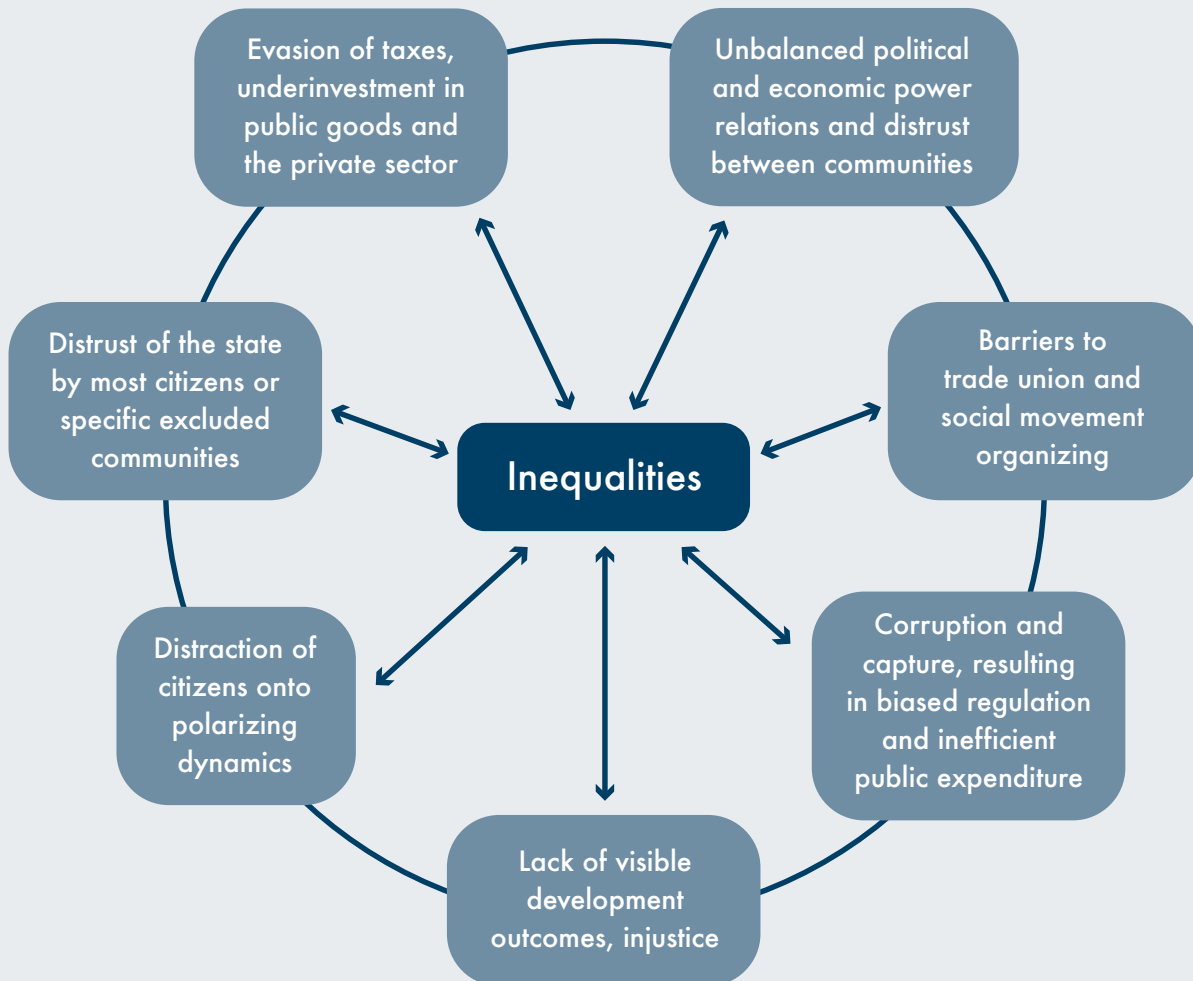 Evasion of taxes,
underinvestment in
public goods and
the private sector
Unbalanced political
and economic power
relations and distrust
between communities
Distrust of the state
by most citizens or
specific excluded
communities
Inequalities
Barriers to
trade union and
social movement
organizing
Distraction of
citizens onto
polarizing
dynamics
Corruption and
capture, resulting
in biased regulation
and inefficient
public expenditure
Lack of visible
development
outcomes, injustice